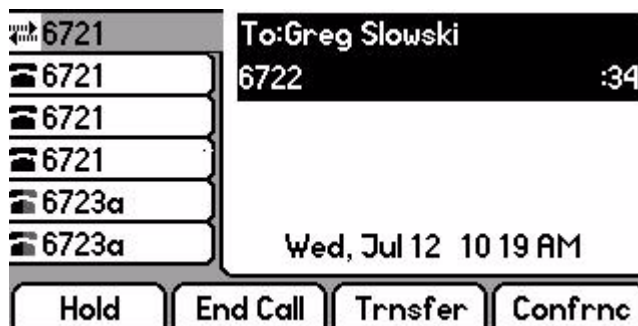 6721
6721
6721
6721
6723a
6723a
To:Greg Slowski
6722 :34
Wed, Jul 12 10 19 AM
Hold End Call Trnsfer Confrnc